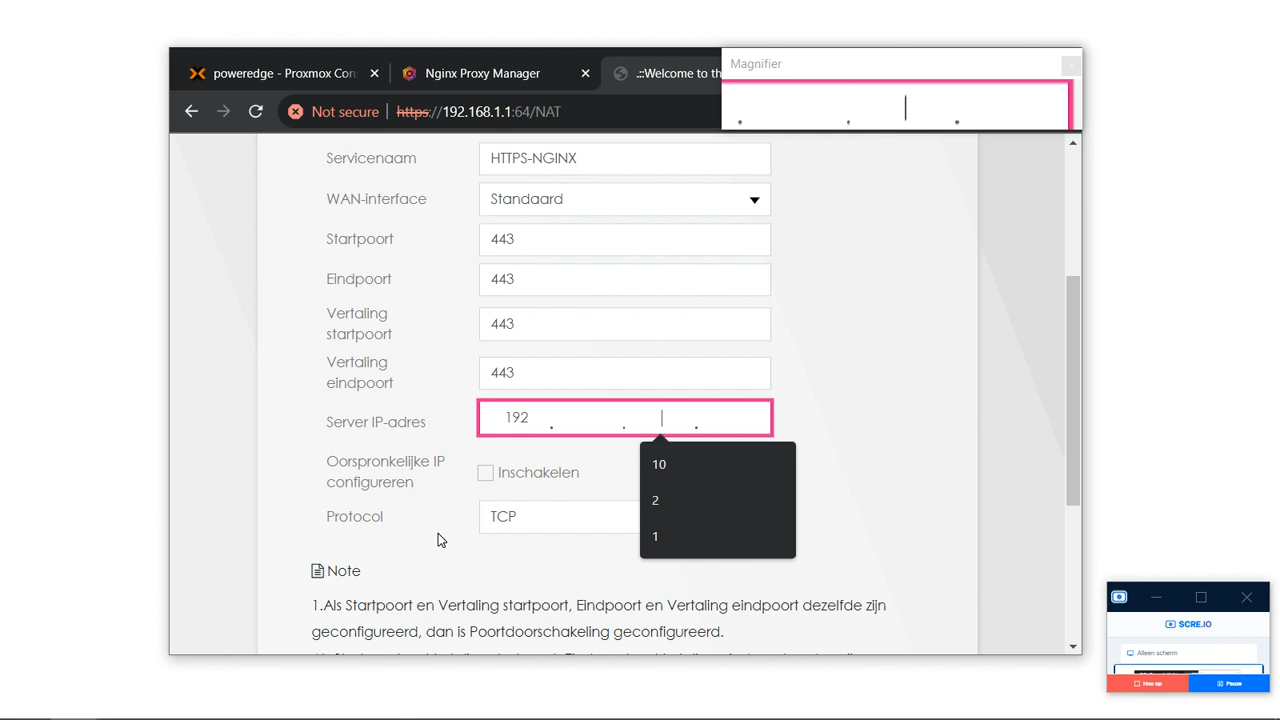 poweredge - Proxmox Con
Nginx Proxy Manager
.::Welcome to th
Magnifier
Not secure
https://192.168.1.1:64/NAT
Servicenaam
HTTPS-NGINX
WAN-interface
Standaard
Startpoort
443
Eindpoort
443
Vertaling
startpoort
443
Vertaling
eindpoort
443
Server IP-adres
192 . . .
10
2
1
Oorspronkelijke IP
configureren
Inschakelen
Protocol
TCP
Note
1.Als Startpoort en Vertaling startpoort, Eindpoort en Vertaling eindpoort dezelfde zijn
geconfigureerd, dan is Poortdoorschakeling geconfigureerd.
SCRE.IO
Alleen scherm
Hou op
Pauze